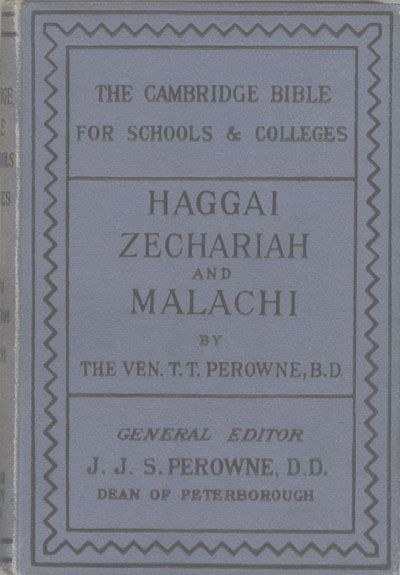 THE CAMBRIDGE BIBLE
FOR SCHOOLS & COLLEGES
HAGGAI
ZECHARIAH
AND
MALACHI
BY
THE VEN. T. T. PEROWNE, B.D
GENERAL EDITOR
J. J. S. PEROWNE, D.D.
DEAN OF PETERBOROUGH